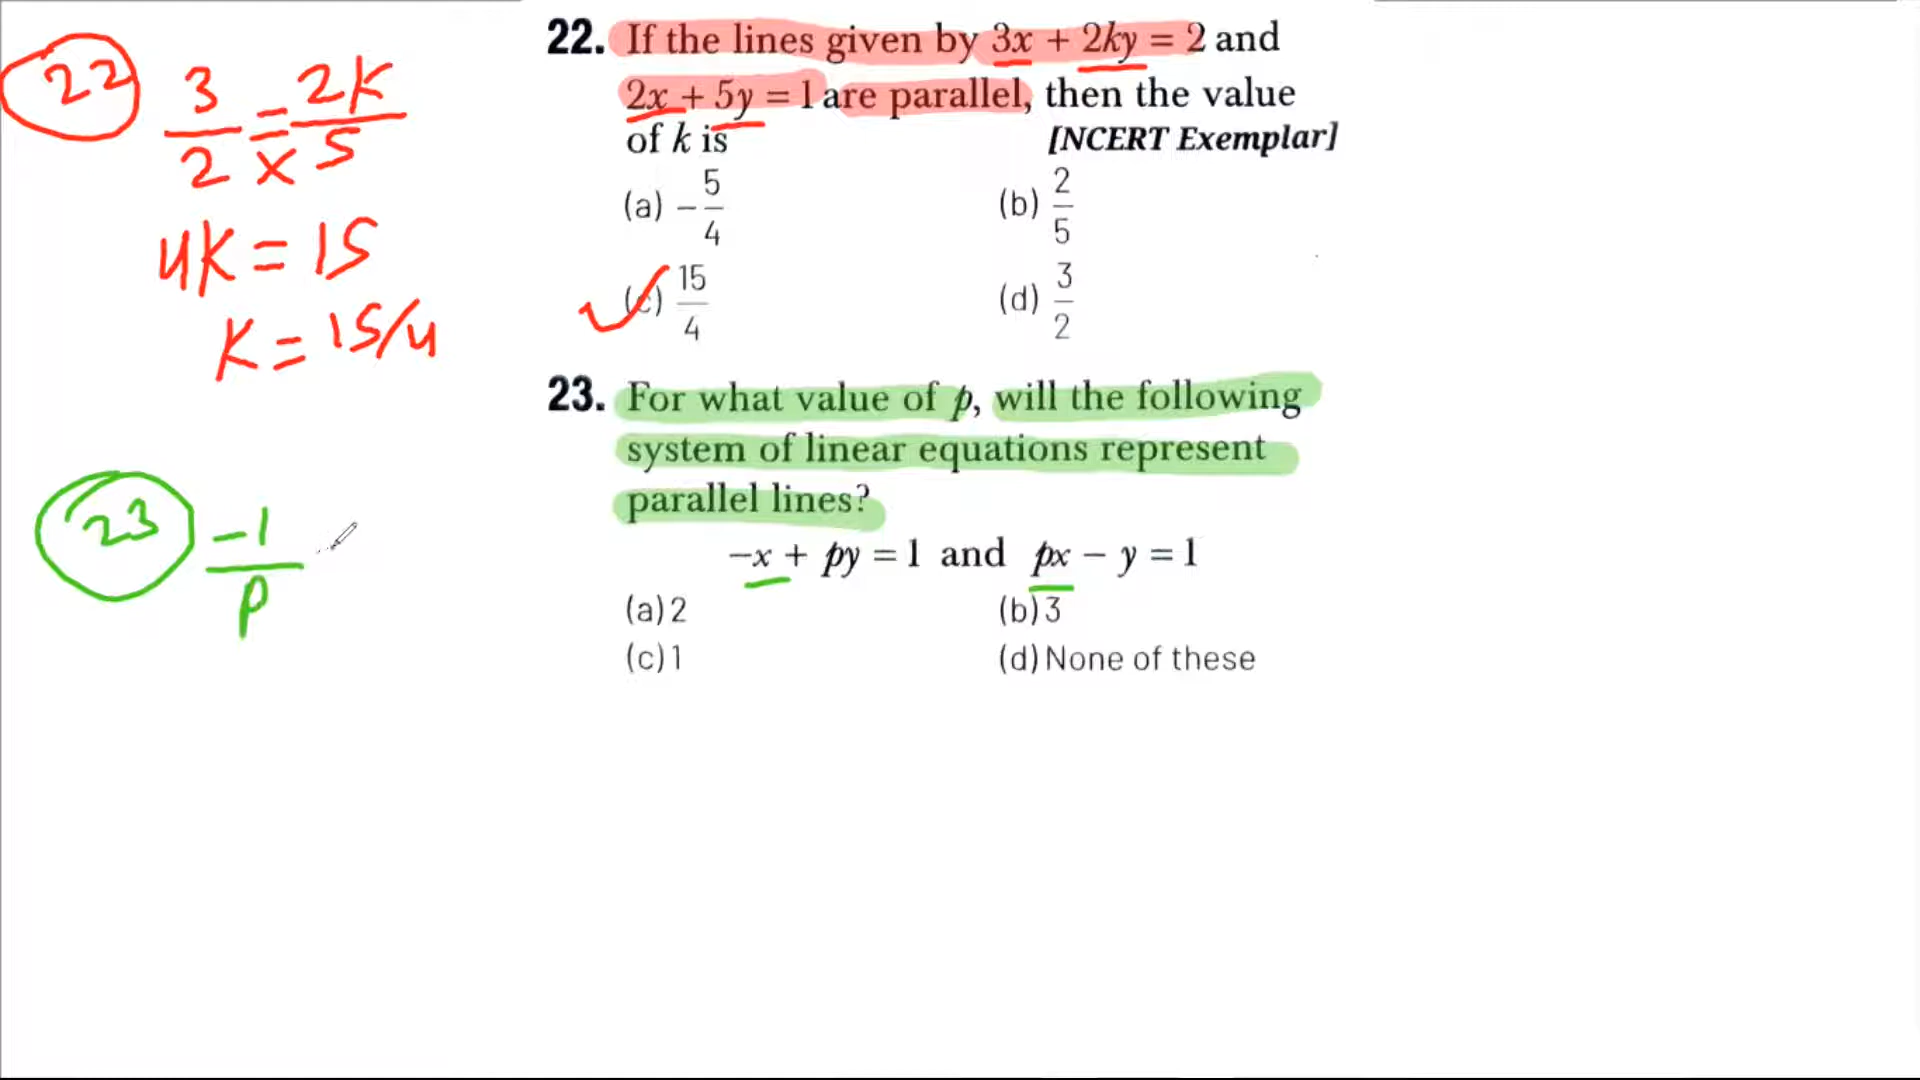 22. If the lines given by 3x + 2ky = 2 and
2x + 5y = 1 are parallel, then the value
of k is [NCERT Exemplar]
(a) -5/4 (b) 2/5
(c) 15/4 (d) 3/2
23. For what value of p, will the following
system of linear equations represent
parallel lines?
-x + py = 1 and px - y = 1
(a) 2 (b) 3
(c) 1 (d) None of these
22 3/2 = 2K/5
x
4K = 15
K = 15/4
23 -1/p